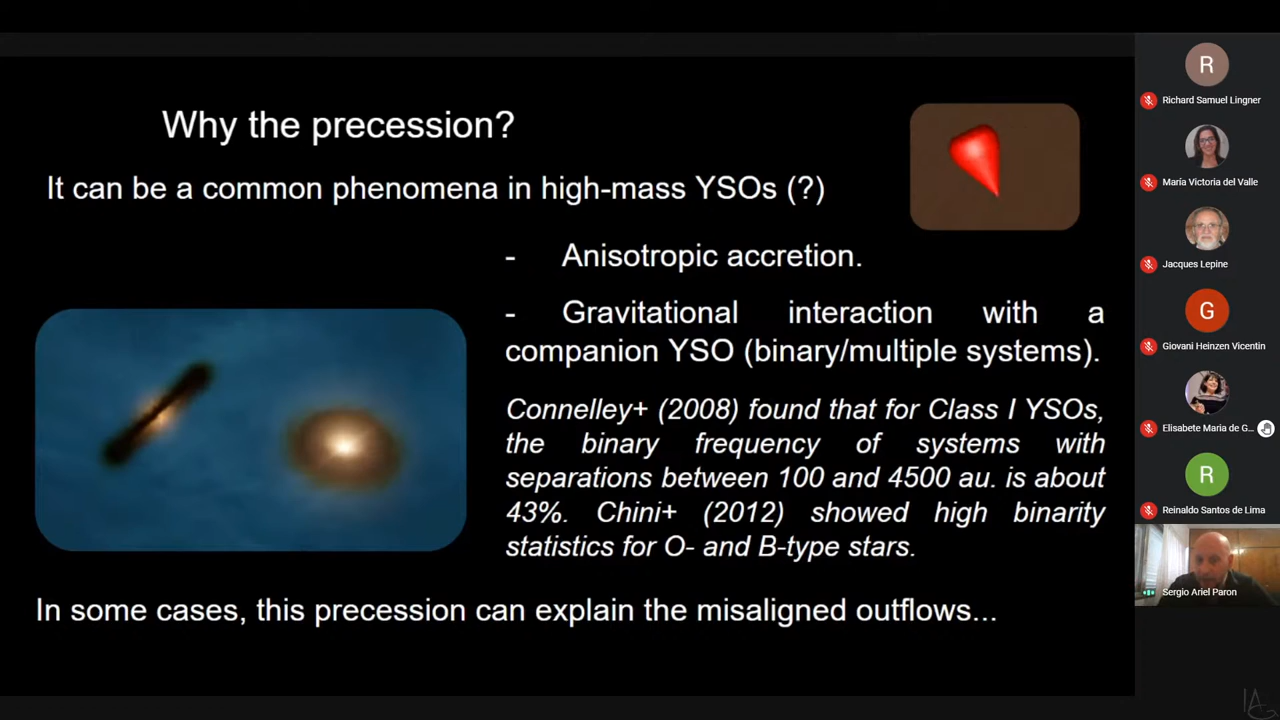 Why the precession?
It can be a common phenomena in high-mass YSOs (?)
- Anisotropic accretion.
- Gravitational interaction with a
companion YSO (binary/multiple systems).
Connelley+ (2008) found that for Class I YSOs,
the binary frequency of systems with
separations between 100 and 4500 au. is about
43%. Chini+ (2012) showed high binarity
statistics for O- and B-type stars.
In some cases, this precession can explain the misaligned outflows...
R
Richard Samuel Lingner
María Victoria del Valle
Jacques Lepine
G
Giovani Heinzen Vicentin
Elisabete Maria de G...
R
Reinaldo Santos de Lima
Sergio Ariel Paron
IAG